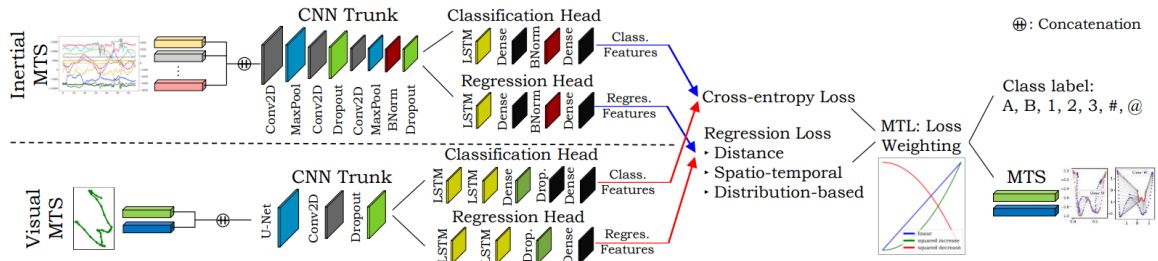 Inertial MTS
CNN Trunk
Conv2D
MaxPool
Conv2D
Dropout
Conv2D
MaxPool
BNorm
Dropout
Classification Head
LSTM
Dense
BNorm
Dense
Class. Features
Regression Head
LSTM
Dense
BNorm
Dense
Regres. Features
Visual MTS
CNN Trunk
U-Net
Conv2D
Dropout
Classification Head
LSTM
LSTM
Dense
Drop.
Dense
Class. Features
Regression Head
LSTM
LSTM
Drop.
Dense
Regres. Features
Cross-entropy Loss
Regression Loss
‣ Distance
‣ Spatio-temporal
‣ Distribution-based
MTL: Loss
Weighting
linear
squared increase
squared decrease
⊕: Concatenation
Class label:
A, B, 1, 2, 3, #, @
MTS